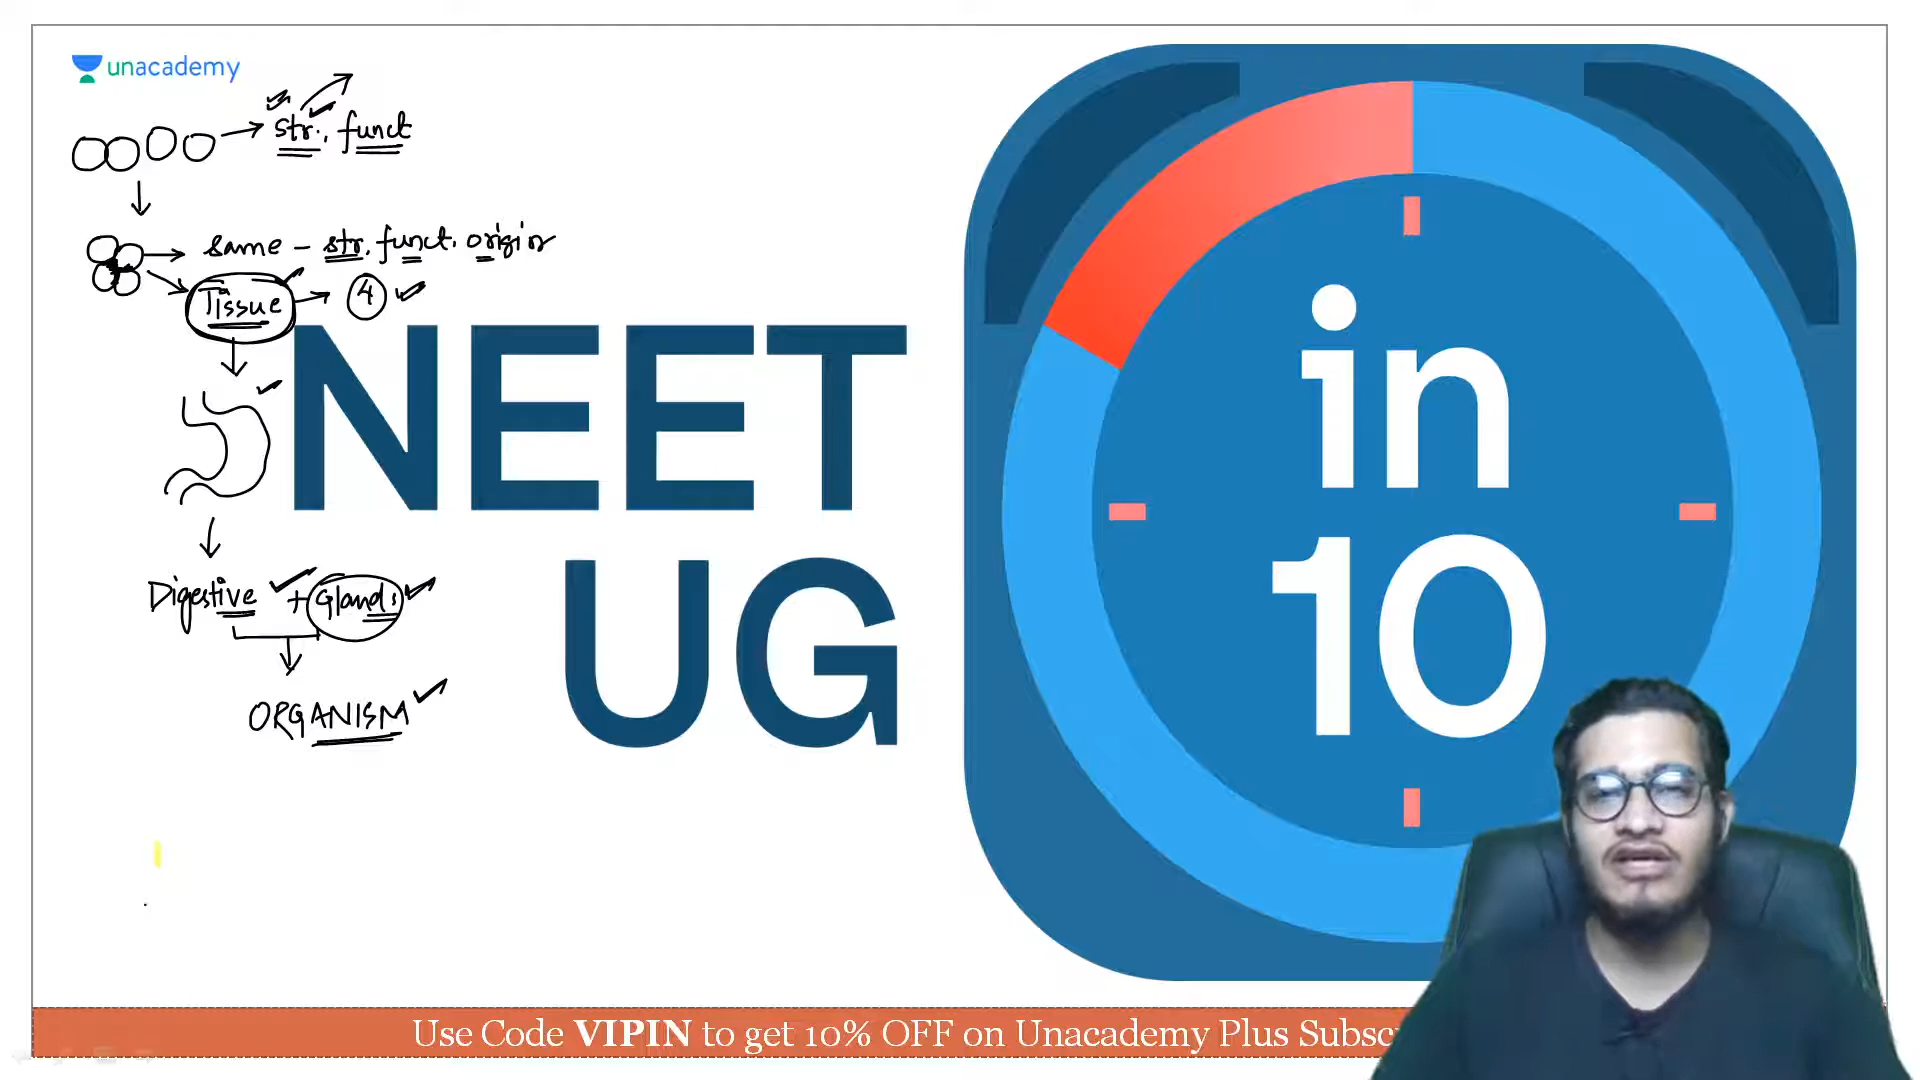 unacademy
str., funct
same - str. funct. origin
Tissue → 4
NEET
UG
in
10
Digestive + Glands
ORGANISM
Use Code VIPIN to get 10% OFF on Unacademy Plus Subsc